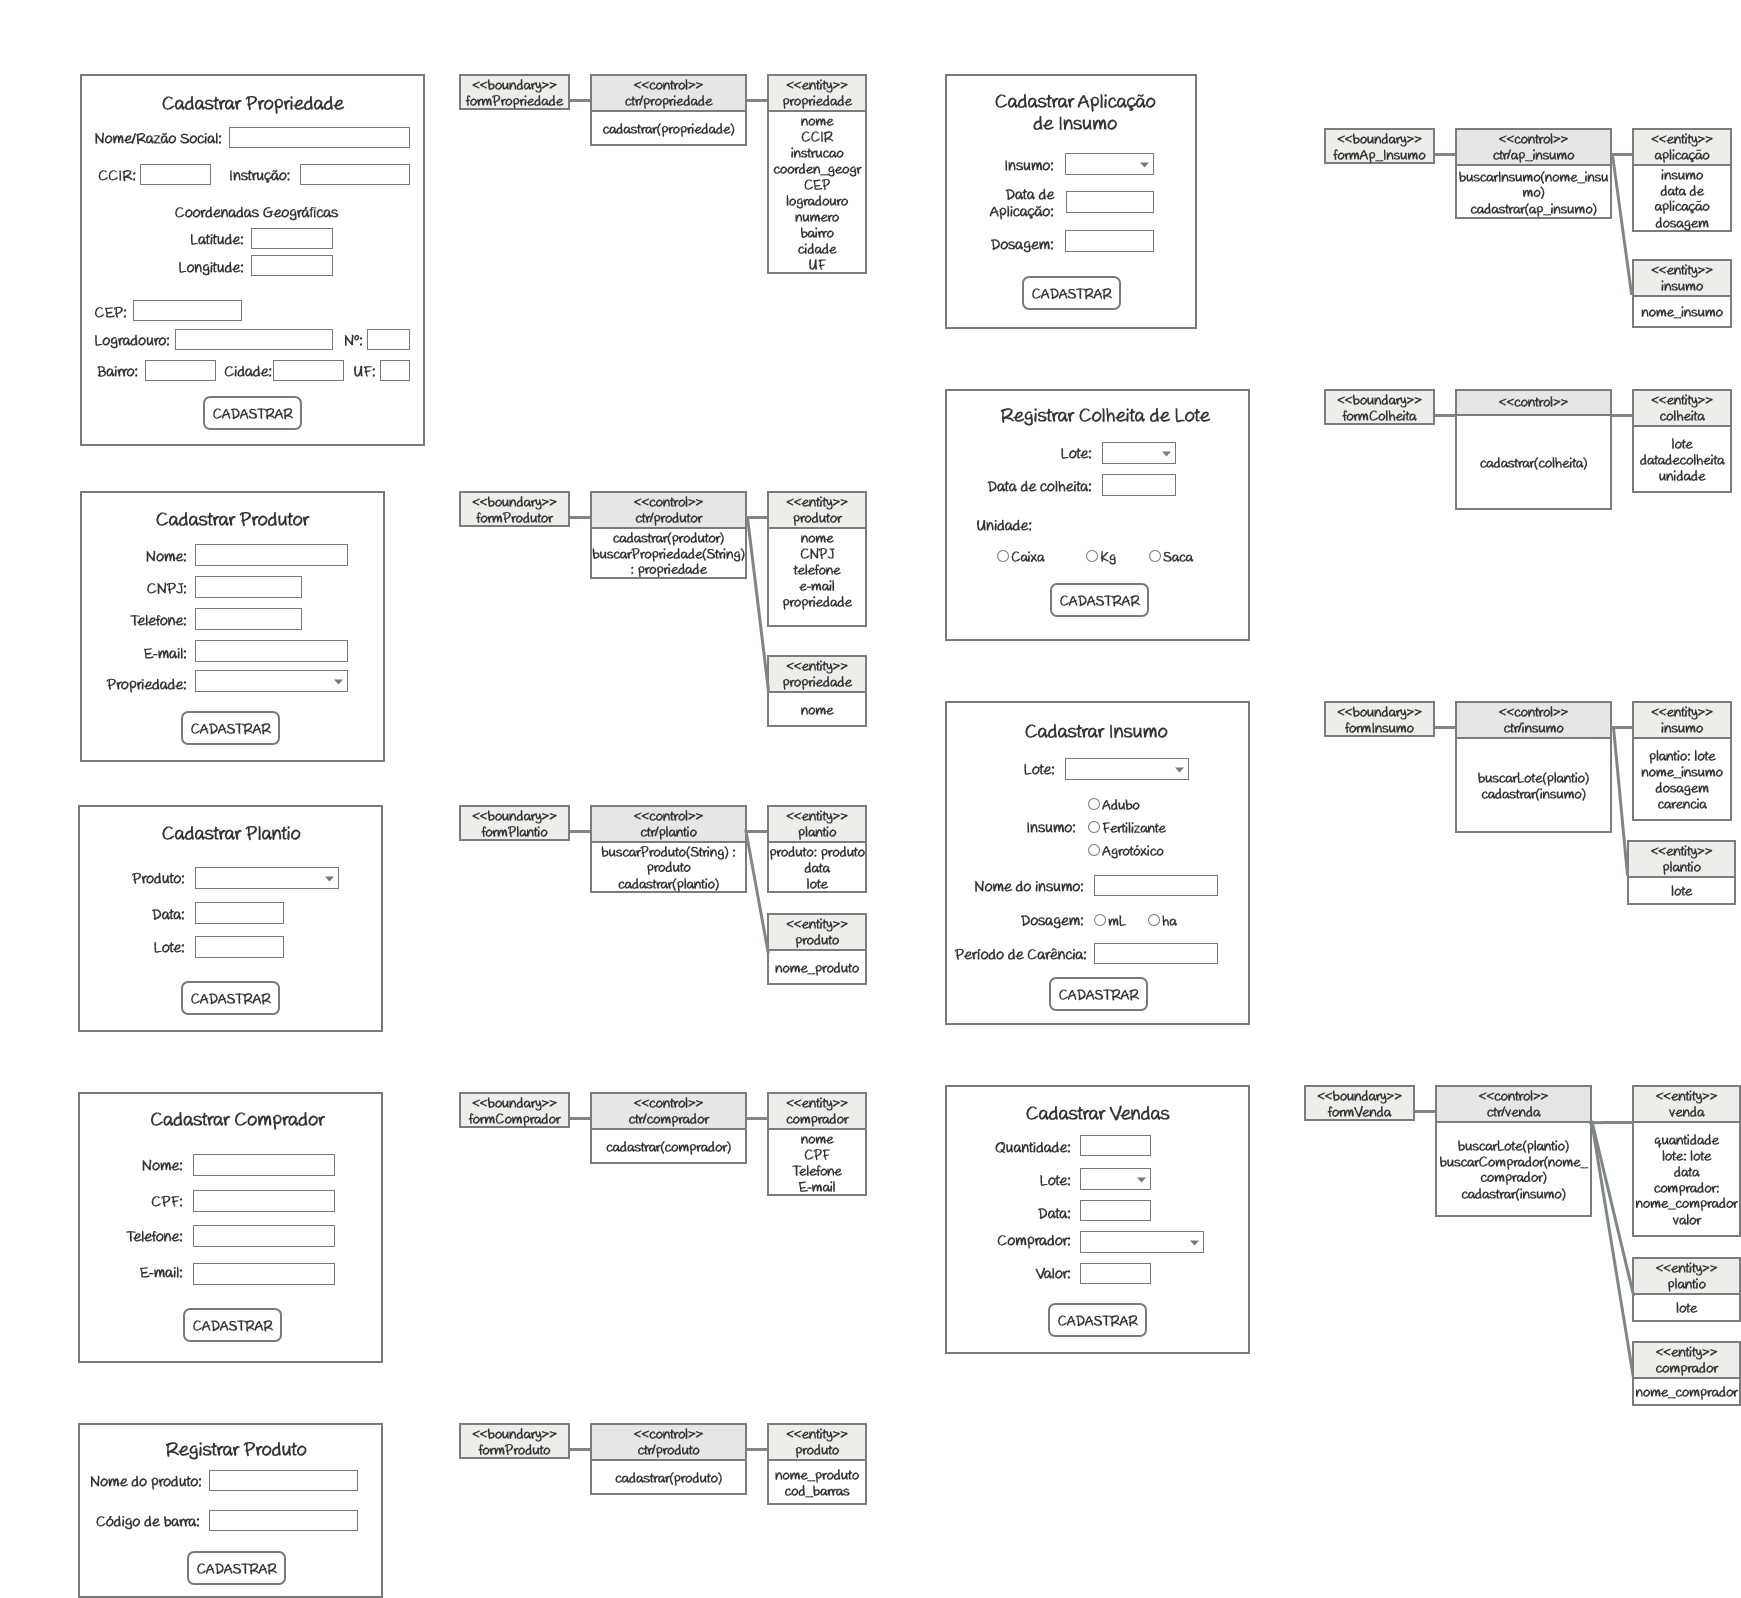 Cadastrar Propriedade
Nome/Razão Social:
CCIR: Instrução:
Coordenadas Geográficas
Latitude:
Longitude:
CEP:
Logradouro: Nº:
Bairro: Cidade: UF:
CADASTRAR
<<boundary>>
formPropriedade
<<control>>
ctr/propriedade
cadastrar(propriedade)
<<entity>>
propriedade
nome
CCIR
instrucao
coorden_geogr
CEP
logradouro
numero
bairro
cidade
UF
Cadastrar Produtor
Nome:
CNPJ:
Telefone:
E-mail:
Propriedade:
CADASTRAR
<<boundary>>
formProdutor
<<control>>
ctr/produtor
cadastrar(produtor)
buscarPropriedade(String)
: propriedade
<<entity>>
produtor
nome
CNPJ
telefone
e-mail
propriedade
<<entity>>
propriedade
nome
Cadastrar Plantio
Produto:
Data:
Lote:
CADASTRAR
<<boundary>>
formPlantio
<<control>>
ctr/plantio
buscarProduto(String) :
produto
cadastrar(plantio)
<<entity>>
plantio
produto: produto
data
lote
<<entity>>
produto
nome_produto
Cadastrar Comprador
Nome:
CPF:
Telefone:
E-mail:
CADASTRAR
<<boundary>>
formComprador
<<control>>
ctr/comprador
cadastrar(comprador)
<<entity>>
comprador
nome
CPF
Telefone
E-mail
Registrar Produto
Nome do produto:
Código de barra:
CADASTRAR
<<boundary>>
formProduto
<<control>>
ctr/produto
cadastrar(produto)
<<entity>>
produto
nome_produto
cod_barras
Cadastrar Aplicação
de Insumo
Insumo:
Data de
Aplicação:
Dosagem:
CADASTRAR
<<boundary>>
formAp_Insumo
<<control>>
ctr/ap_insumo
buscarInsumo(nome_insu
mo)
cadastrar(ap_insumo)
<<entity>>
aplicação
insumo
data de
aplicação
dosagem
<<entity>>
insumo
nome_insumo
Registrar Colheita de Lote
Lote:
Data de colheita:
Unidade:
Caixa Kg Saca
CADASTRAR
<<boundary>>
formColheita
<<control>>
cadastrar(colheita)
<<entity>>
colheita
lote
datadecolheita
unidade
Cadastrar Insumo
Lote:
Adubo
Insumo: Fertilizante
Agrotóxico
Nome do insumo:
Dosagem: mL ha
Período de Carência:
CADASTRAR
<<boundary>>
formInsumo
<<control>>
ctr/insumo
buscarLote(plantio)
cadastrar(insumo)
<<entity>>
insumo
plantio: lote
nome_insumo
dosagem
carencia
<<entity>>
plantio
lote
Cadastrar Vendas
Quantidade:
Lote:
Data:
Comprador:
Valor:
CADASTRAR
<<boundary>>
formVenda
<<control>>
ctr/venda
buscarLote(plantio)
buscarComprador(nome_
comprador)
cadastrar(insumo)
<<entity>>
venda
quantidade
lote: lote
data
comprador:
nome_comprador
valor
<<entity>>
plantio
lote
<<entity>>
comprador
nome_comprador